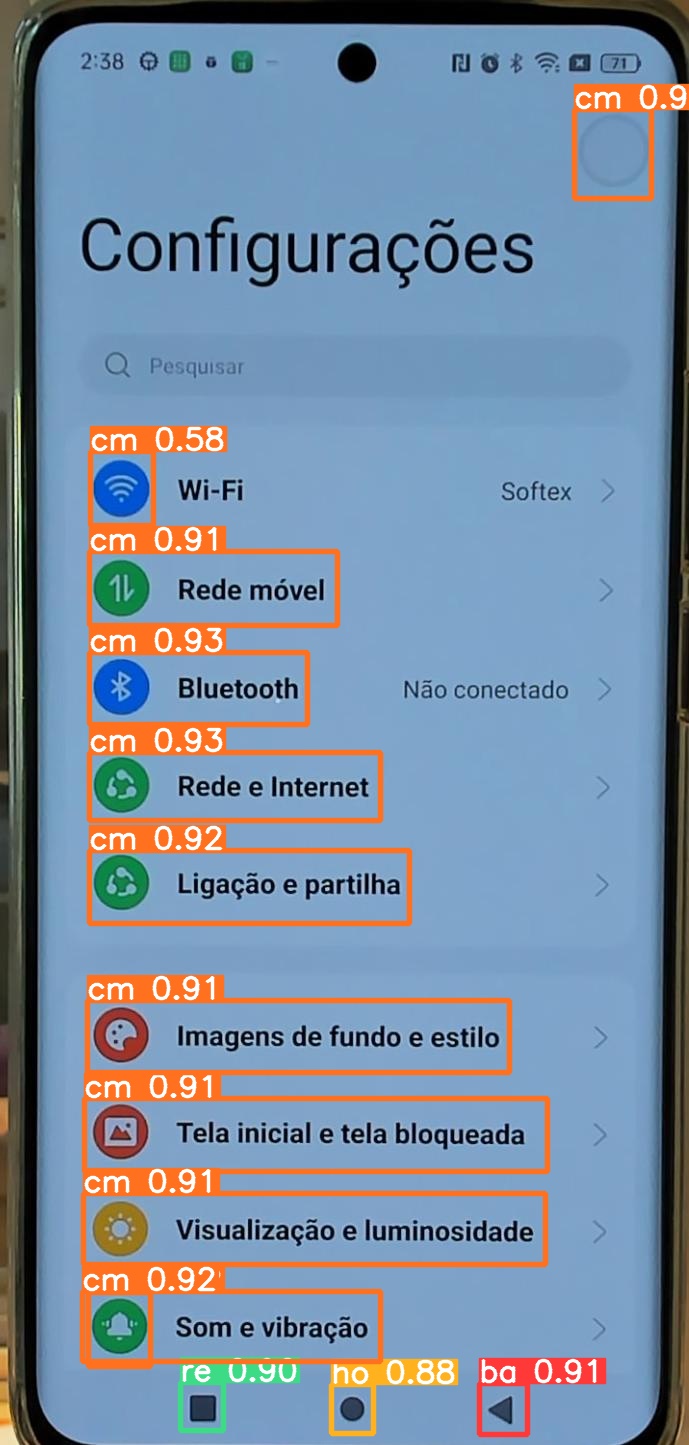 2:38 71
cm 0.9
Configurações
Pesquisar
cm 0.58
Wi-Fi Softex
cm 0.91
Rede móvel
cm 0.93
Bluetooth Não conectado
cm 0.93
Rede e Internet
cm 0.92
Ligação e partilha
cm 0.91
Imagens de fundo e estilo
cm 0.91
Tela inicial e tela bloqueada
cm 0.91
Visualização e luminosidade
cm 0.92
Som e vibração
re 0.90 ho 0.88 ba 0.91